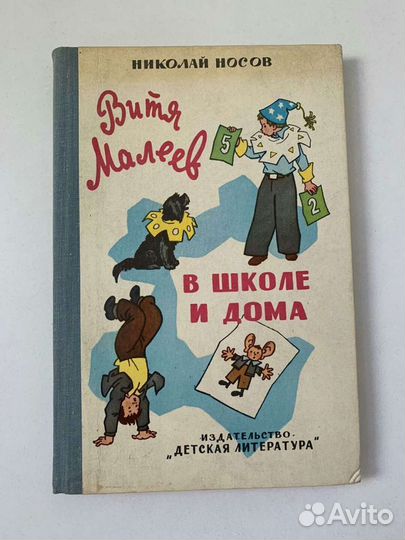 НИКОЛАЙ НОСОВ
Витя
Малеев
5
2
В ШКОЛЕ
И ДОМА
ИЗДАТЕЛЬСТВО
„ДЕТСКАЯ ЛИТЕРАТУРА"
Avito